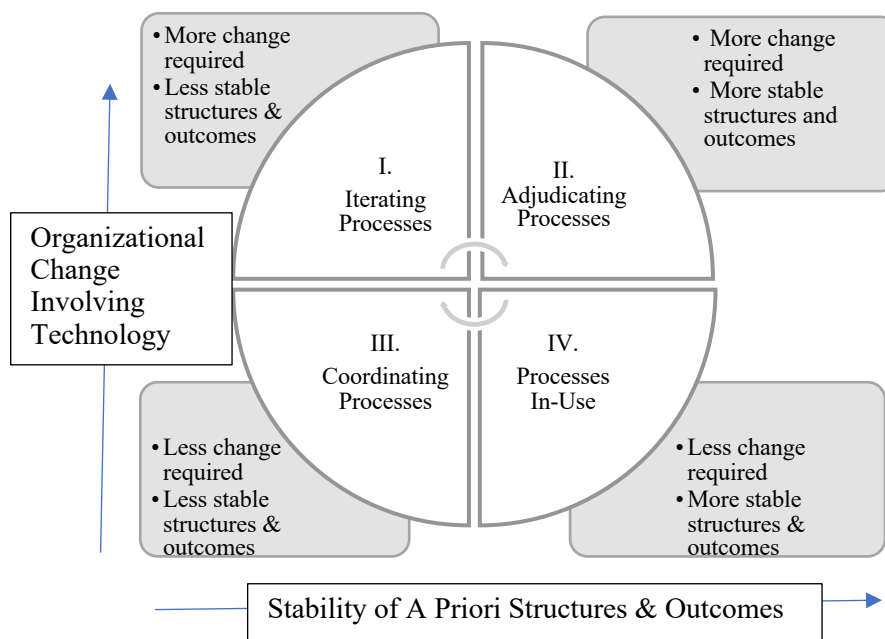 • More change
required
• Less stable
structures &
outcomes
• More change
required
• More stable
structures and
outcomes
I.
Iterating
Processes
II.
Adjudicating
Processes
Organizational
Change
Involving
Technology
III.
Coordinating
Processes
IV.
Processes
In-Use
• Less change
required
• Less stable
structures &
outcomes
• Less change
required
• More stable
structures &
outcomes
Stability of A Priori Structures & Outcomes